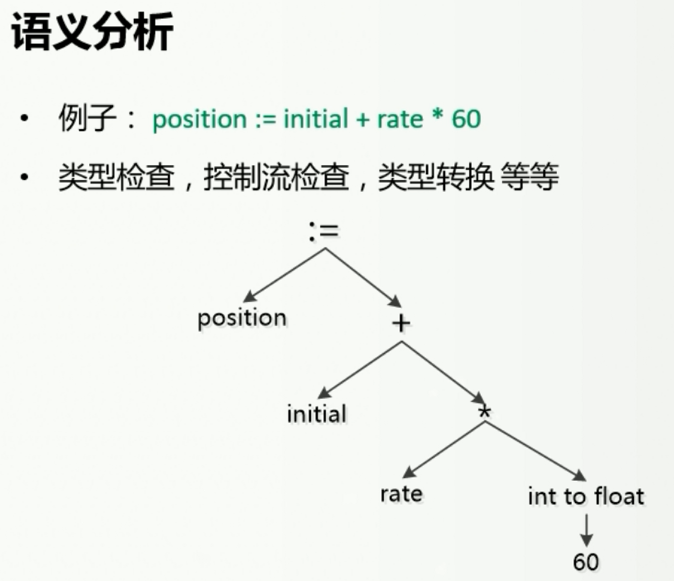 语义分析
• 例子：position := initial + rate * 60
• 类型检查，控制流检查，类型转换 等等
:=
position
+
initial
*
rate
int to float
60